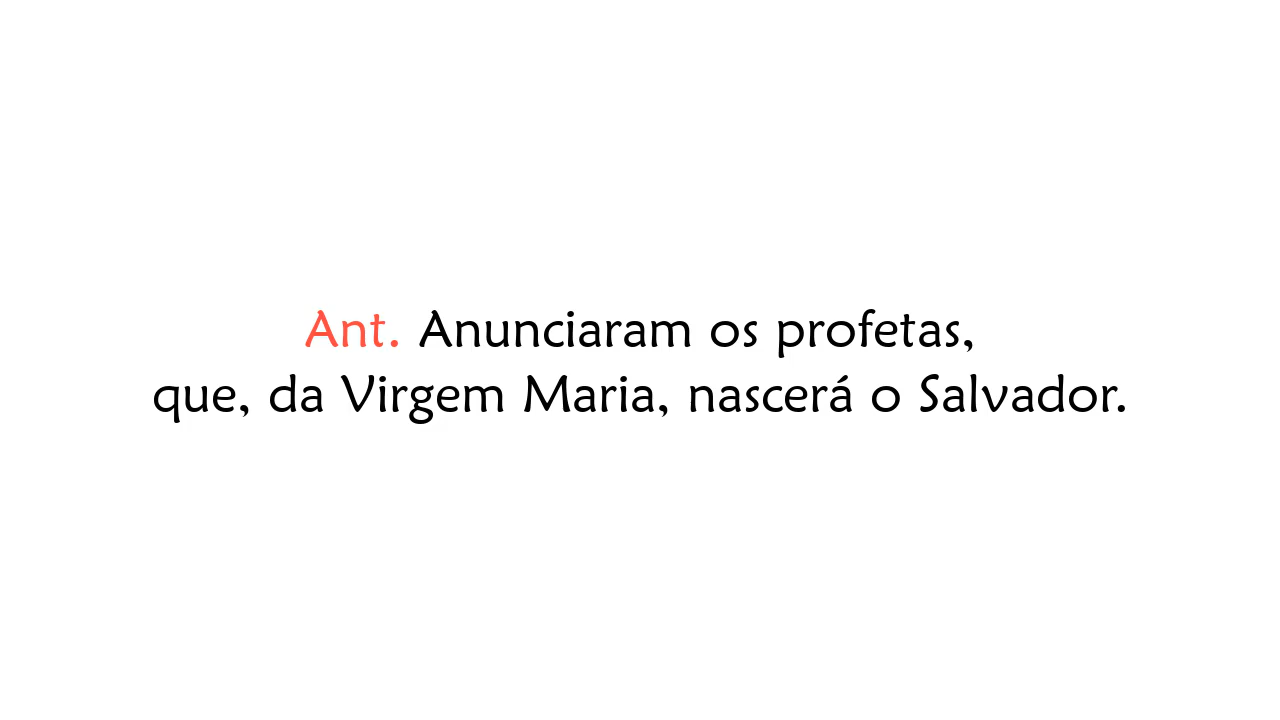 Ant. Anunciaram os profetas,
que, da Virgem Maria, nascerá o Salvador.